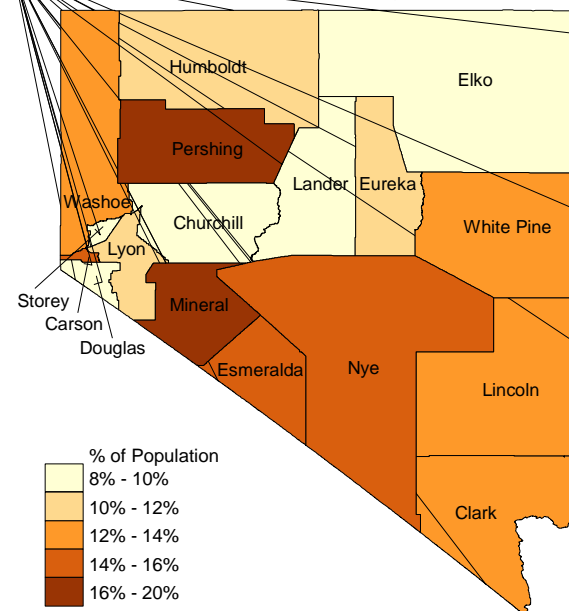 Humboldt
Elko
Pershing
Lander
Eureka
Washoe
Churchill
White Pine
Lyon
Storey
Mineral
Carson
Douglas
Esmeralda
Nye
Lincoln
% of Population
8% - 10%
10% - 12%
Clark
12% - 14%
14% - 16%
16% - 20%